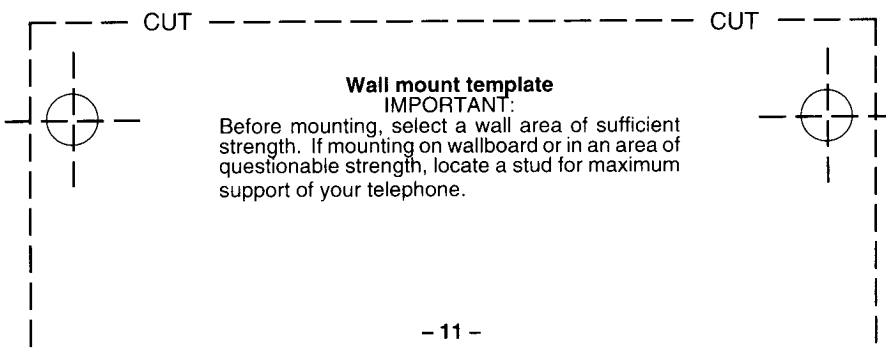 CUT CUT
Wall mount template
IMPORTANT:
Before mounting, select a wall area of sufficient
strength. If mounting on wallboard or in an area of
questionable strength, locate a stud for maximum
support of your telephone.
– 11 –